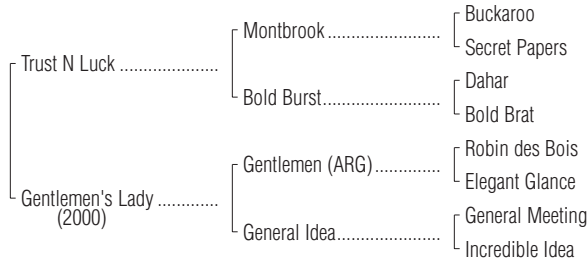 Buckaroo
Montbrook
Secret Papers
Trust N Luck
Dahar
Bold Burst
Bold Brat
Robin des Bois
Gentlemen (ARG)
Elegant Glance
Gentlemen's Lady
(2000)
General Meeting
General Idea
Incredible Idea